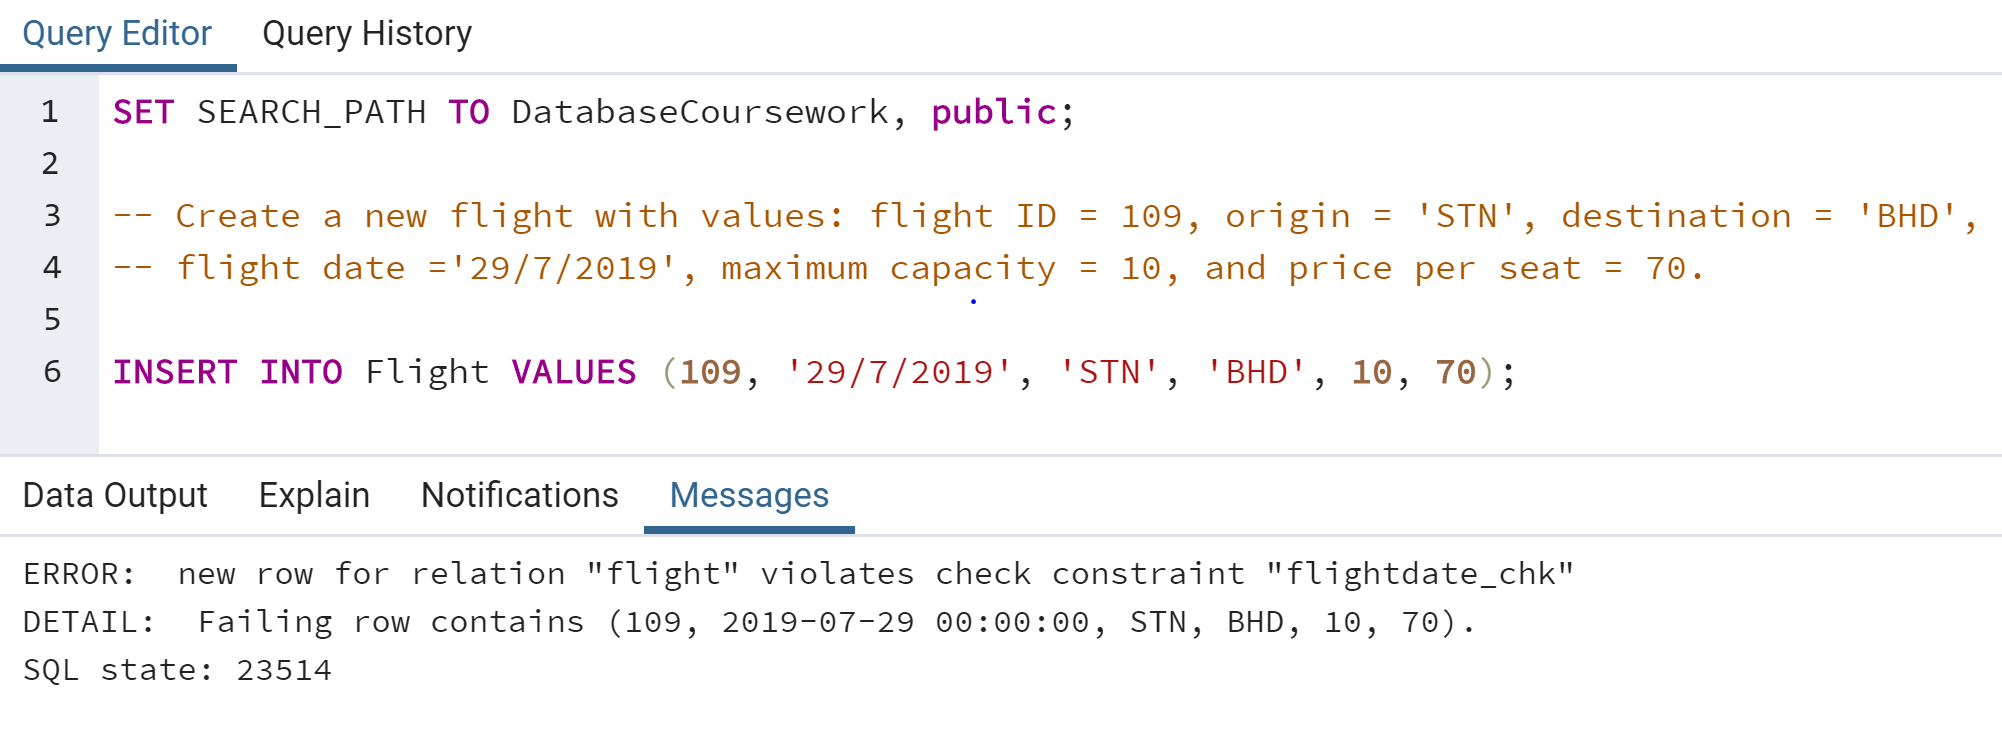 Query Editor Query History
1 SET SEARCH_PATH TO DatabaseCoursework, public;
2
3 -- Create a new flight with values: flight ID = 109, origin = 'STN', destination = 'BHD',
4 -- flight date ='29/7/2019', maximum capacity = 10, and price per seat = 70.
5
6 INSERT INTO Flight VALUES (109, '29/7/2019', 'STN', 'BHD', 10, 70);
Data Output Explain Notifications Messages
ERROR:  new row for relation "flight" violates check constraint "flightdate_chk"
DETAIL:  Failing row contains (109, 2019-07-29 00:00:00, STN, BHD, 10, 70).
SQL state: 23514